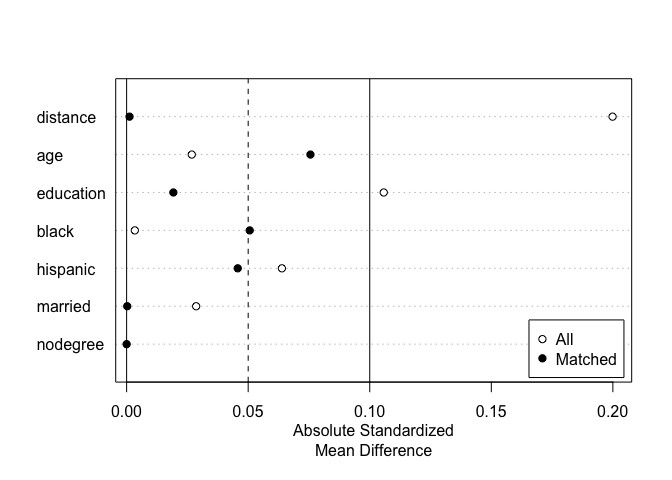 distance
age
education
black
hispanic
married
nodegree
All
Matched
0.00 0.05 0.10 0.15 0.20
Absolute Standardized
Mean Difference